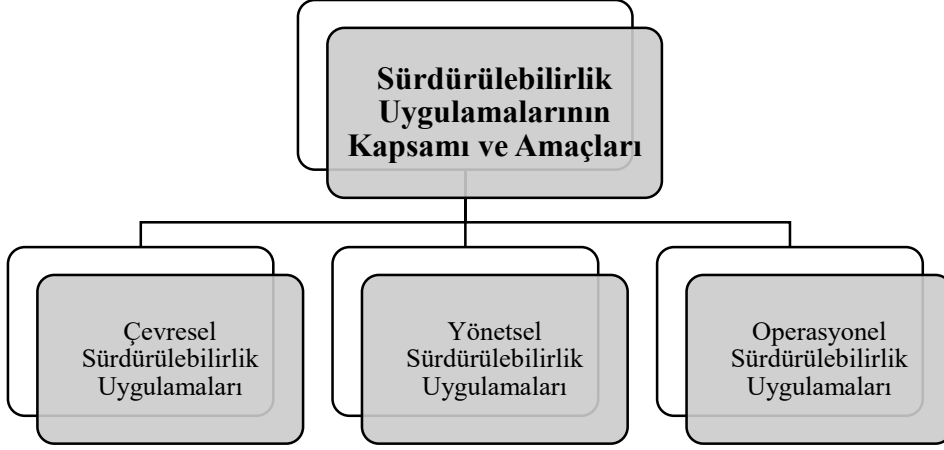 Sürdürülebilirlik
Uygulamalarının
Kapsamı ve Amaçları
Çevresel
Sürdürülebilirlik
Uygulamaları
Yönetsel
Sürdürülebilirlik
Uygulamaları
Operasyonel
Sürdürülebilirlik
Uygulamaları